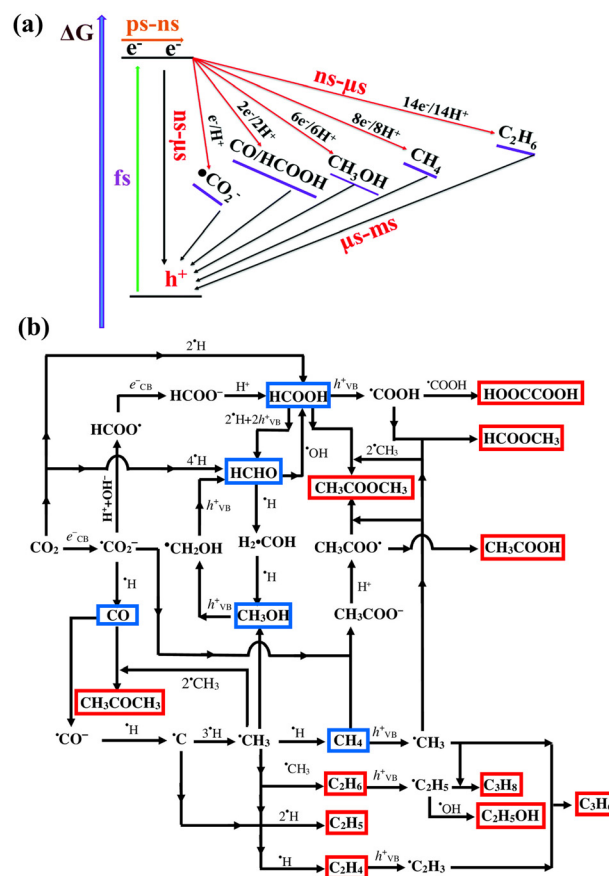 (a)
ΔG
ps-ns
e⁻ e⁻
ns-μs
14e⁻/14H⁺
C₂H₆
8e⁻/8H⁺
CH₄
6e⁻/6H⁺
CH₃OH
2e⁻/2H⁺
CO/HCOOH
e⁻/H⁺
•CO₂⁻
ns-μs
fs
μs-ms
h⁺
(b)
2•H
e⁻CB HCOO⁻ H⁺ HCOOH h⁺VB •COOH •COOH HOOCCOOH
HCOO•
2•H+2h⁺VB
•OH
2•CH₃
HCOOCH₃
4•H HCHO
CH₃COOCH₃
H⁺+OH⁻
h⁺VB
•H
CO₂ e⁻CB •CO₂⁻ •CH₂OH H₂•COH CH₃COO• CH₃COOH
•H
•H
H⁺
CO h⁺VB CH₃OH CH₃COO⁻
CH₃COCH₃ 2•CH₃
•CO⁻ •H •C 3•H •CH₃ •H CH₄ h⁺VB •CH₃
•CH₃ C₂H₆ h⁺VB •C₂H₅ C₃H₈
2•H C₂H₅
•OH C₂H₅OH
•H C₂H₄ h⁺VB •C₂H₃